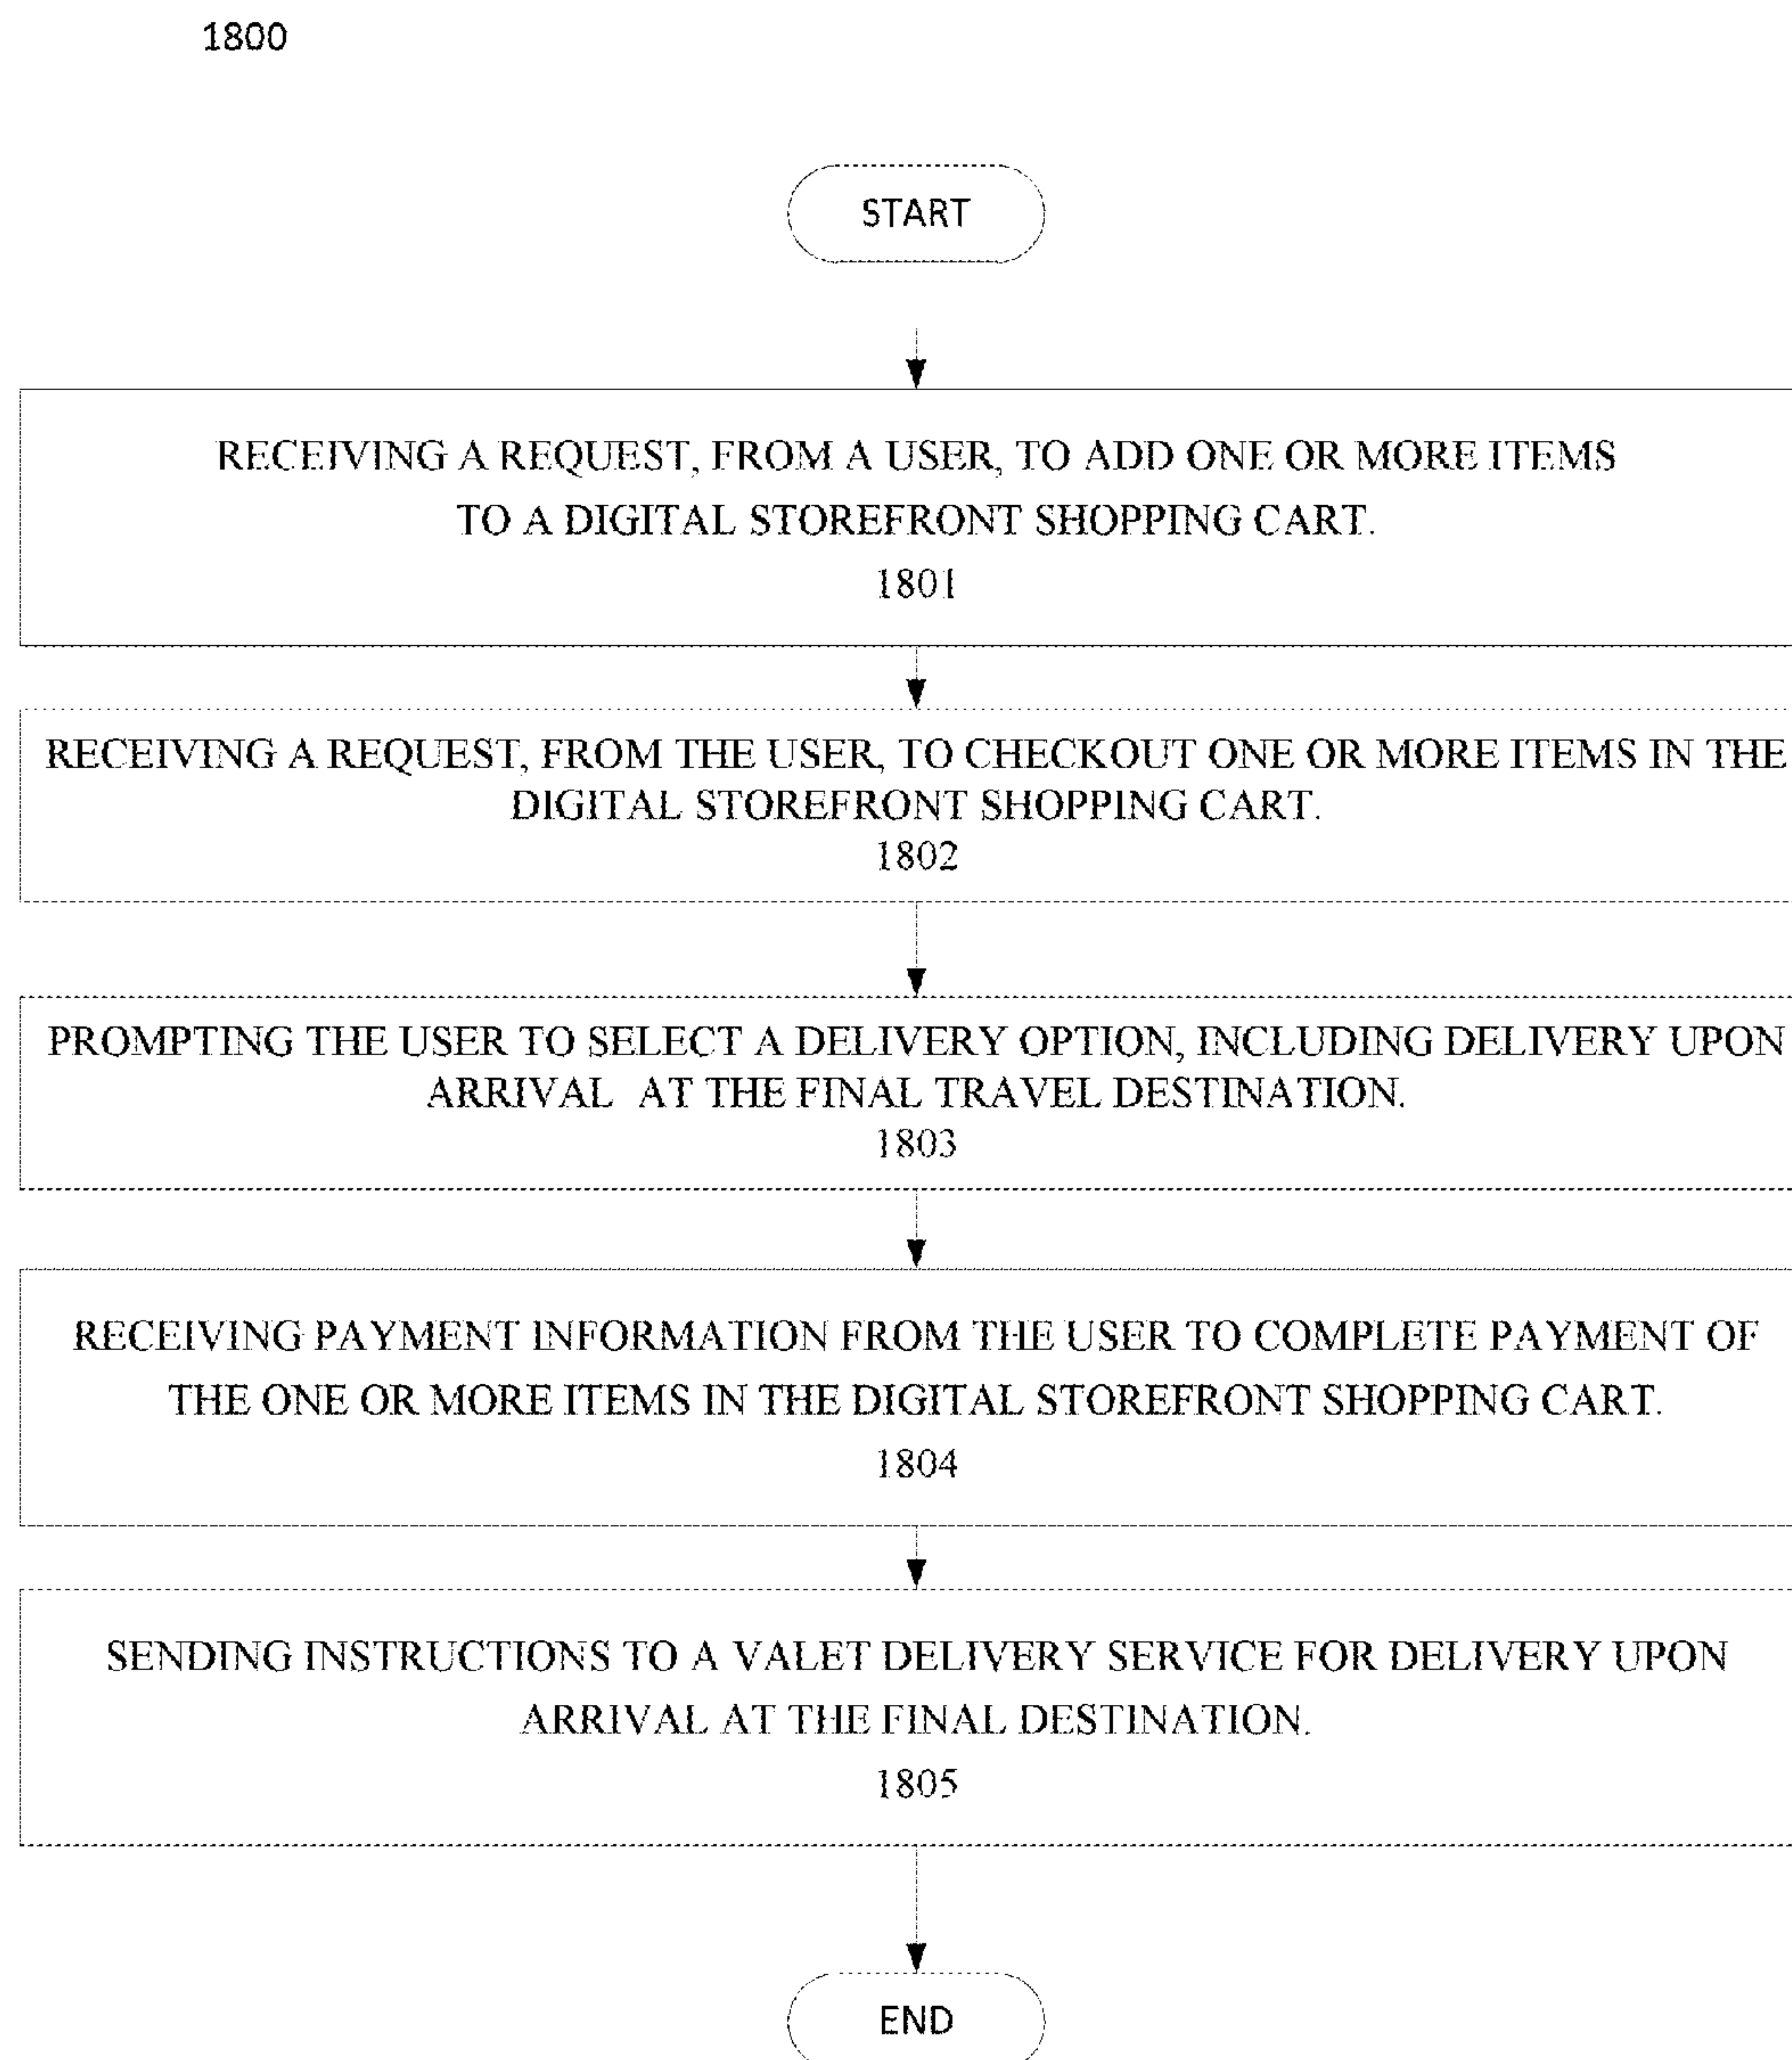 1800
START
RECEIVING A REQUEST, FROM A USER, TO ADD ONE OR MORE ITEMS
TO A DIGITAL STOREFRONT SHOPPING CART.
1801
RECEIVING A REQUEST, FROM THE USER, TO CHECKOUT ONE OR MORE ITEMS IN THE
DIGITAL STOREFRONT SHOPPING CART.
1802
PROMPTING THE USER TO SELECT A DELIVERY OPTION, INCLUDING DELIVERY UPON
ARRIVAL AT THE FINAL TRAVEL DESTINATION.
1803
RECEIVING PAYMENT INFORMATION FROM THE USER TO COMPLETE PAYMENT OF
THE ONE OR MORE ITEMS IN THE DIGITAL STOREFRONT SHOPPING CART.
1804
SENDING INSTRUCTIONS TO A VALET DELIVERY SERVICE FOR DELIVERY UPON
ARRIVAL AT THE FINAL DESTINATION.
1805
END